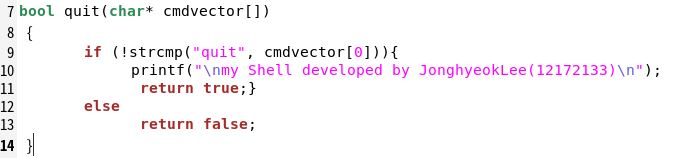 7 bool quit(char* cmdvector[])
8 {
9 if (!strcmp("quit", cmdvector[0])){
10 printf("\nmy Shell developed by JonghyeokLee(12172133)\n");
11 return true;}
12 else
13 return false;
14 }